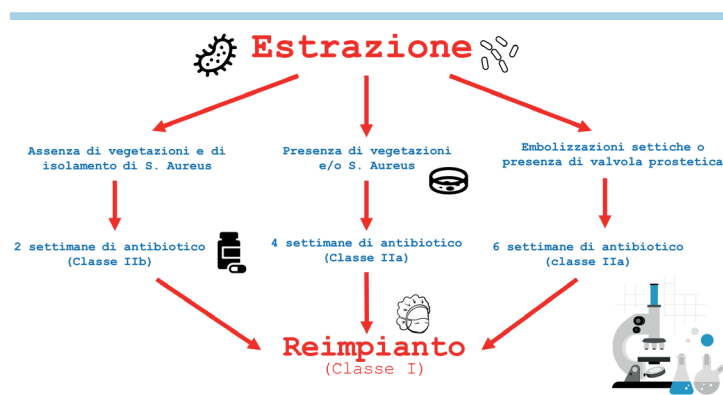 Estrazione
Assenza di vegetazioni e di
isolamento di S. Aureus
Presenza di vegetazioni
e/o S. Aureus
Embolizzazioni settiche o
presenza di valvola prostetica
2 settimane di antibiotico
(Classe IIb)
4 settimane di antibiotico
(Classe IIa)
6 settimane di antibiotico
(classe IIa)
Reimpianto
(Classe I)